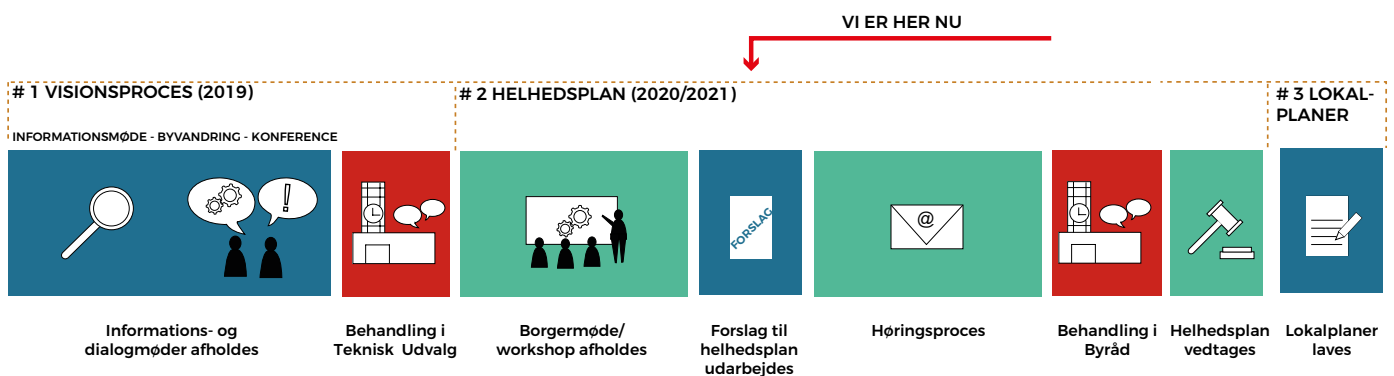 VI ER HER NU
# 1 VISIONSPROCES (2019)
# 2 HELHEDSPLAN (2020/2021)
# 3 LOKAL-
PLANER
INFORMATIONSMØDE - BYVANDRING - KONFERENCE
!
FORSLAG
@
Informations- og
dialogmøder afholdes
Behandling i
Teknisk Udvalg
Borgermøde/
workshop afholdes
Forslag til
helhedsplan
udarbejdes
Høringsproces
Behandling i
Byråd
Helhedsplan
vedtages
Lokalplaner
laves